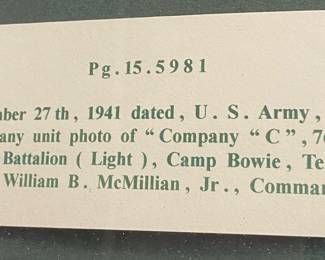 Pg.15.5981
ber 27th, 1941 dated, U. S. Army,
any unit photo of “Company “C”, 7
Battalion ( Light ), Camp Bowie, Te
William B. McMillian, Jr., Comma